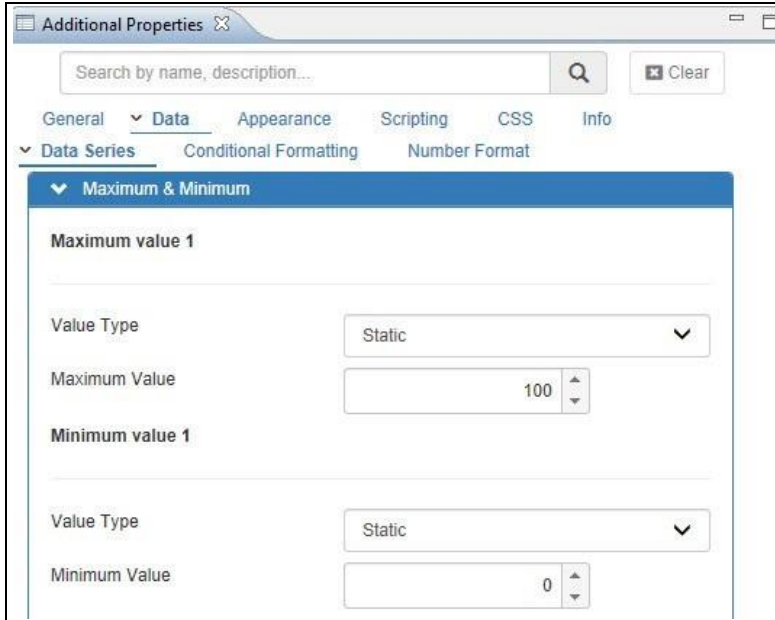 Additional Properties
Search by name, description... Clear
General Data Appearance Scripting CSS Info
Data Series Conditional Formatting Number Format
Maximum & Minimum
Maximum value 1
Value Type Static
Maximum Value 100
Minimum value 1
Value Type Static
Minimum Value 0